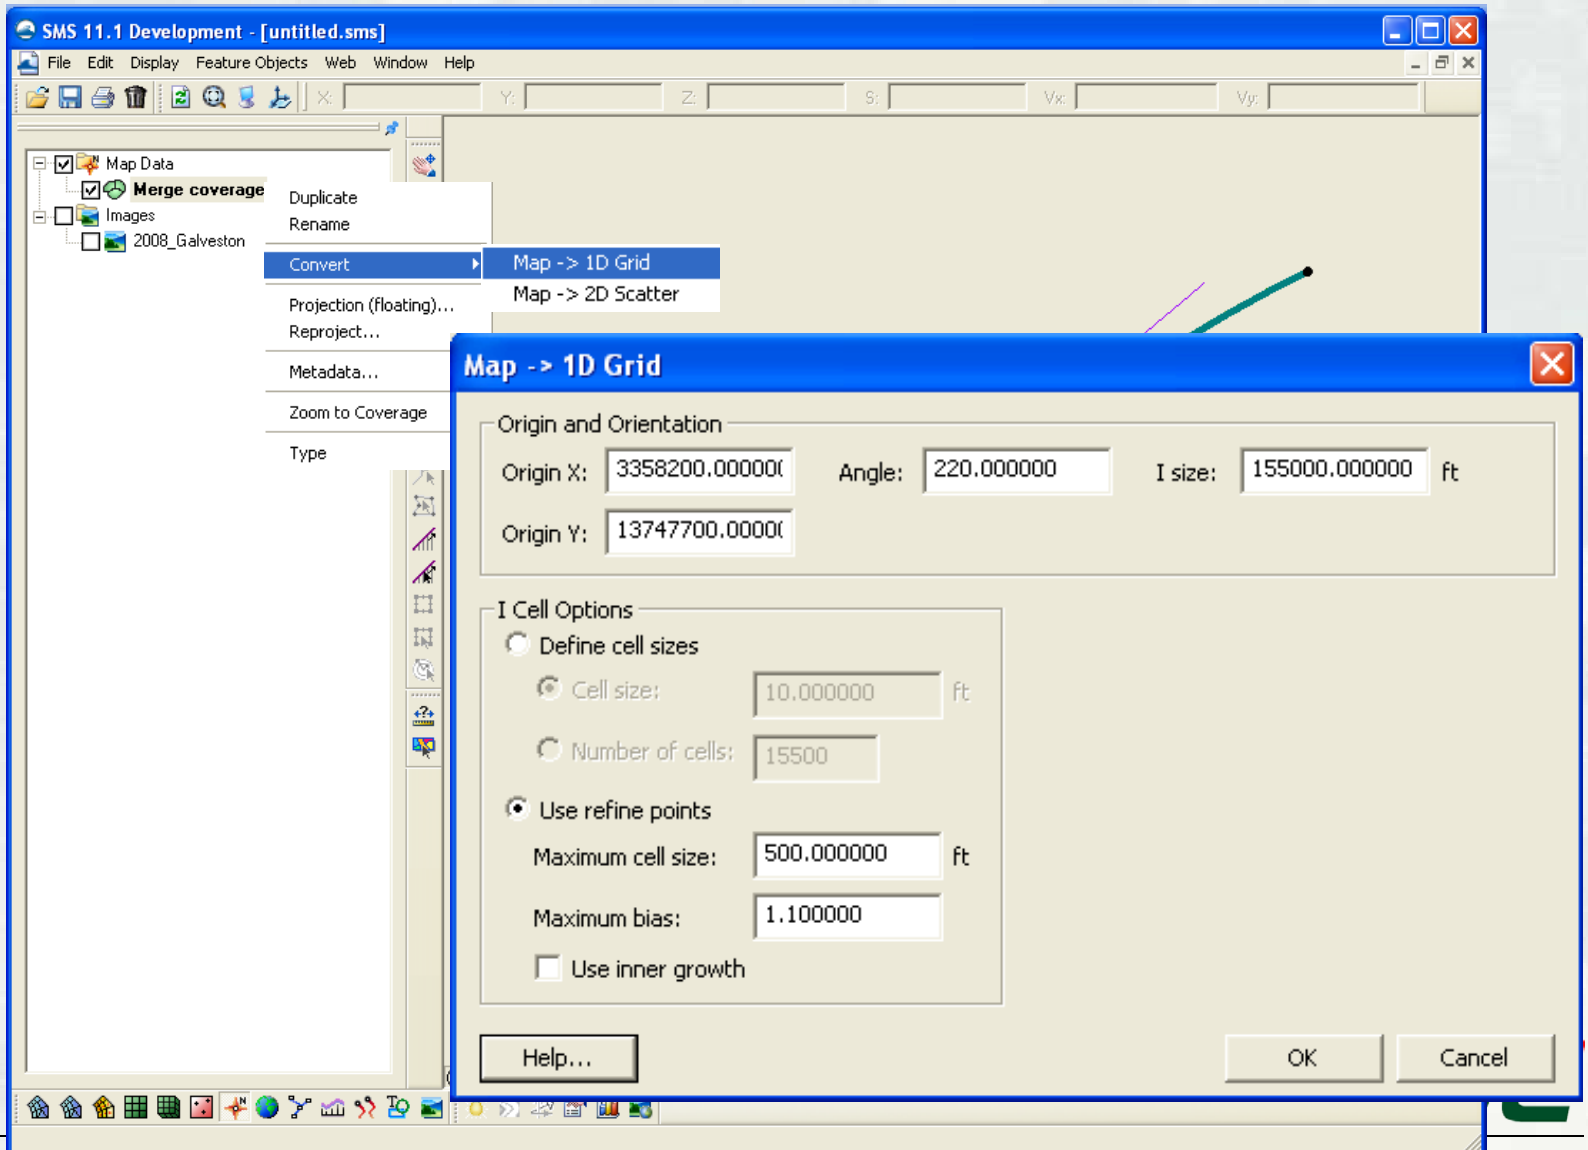 SMS 11.1 Development - [untitled.sms]
File Edit Display Feature Objects Web Window Help
X: Y: Z: S: Vx: Vy:
Map Data
Merge coverage
Images
2008_Galveston
Duplicate
Rename
Convert
Map -> 1D Grid
Map -> 2D Scatter
Projection (floating)...
Reproject...
Metadata...
Zoom to Coverage
Type
Map -> 1D Grid
Origin and Orientation
Origin X: 3358200.000000 Angle: 220.000000 I size: 155000.000000 ft
Origin Y: 13747700.00000
I Cell Options
Define cell sizes
Cell size: 10.000000 ft
Number of cells: 15500
Use refine points
Maximum cell size: 500.000000 ft
Maximum bias: 1.100000
Use inner growth
Help... OK Cancel